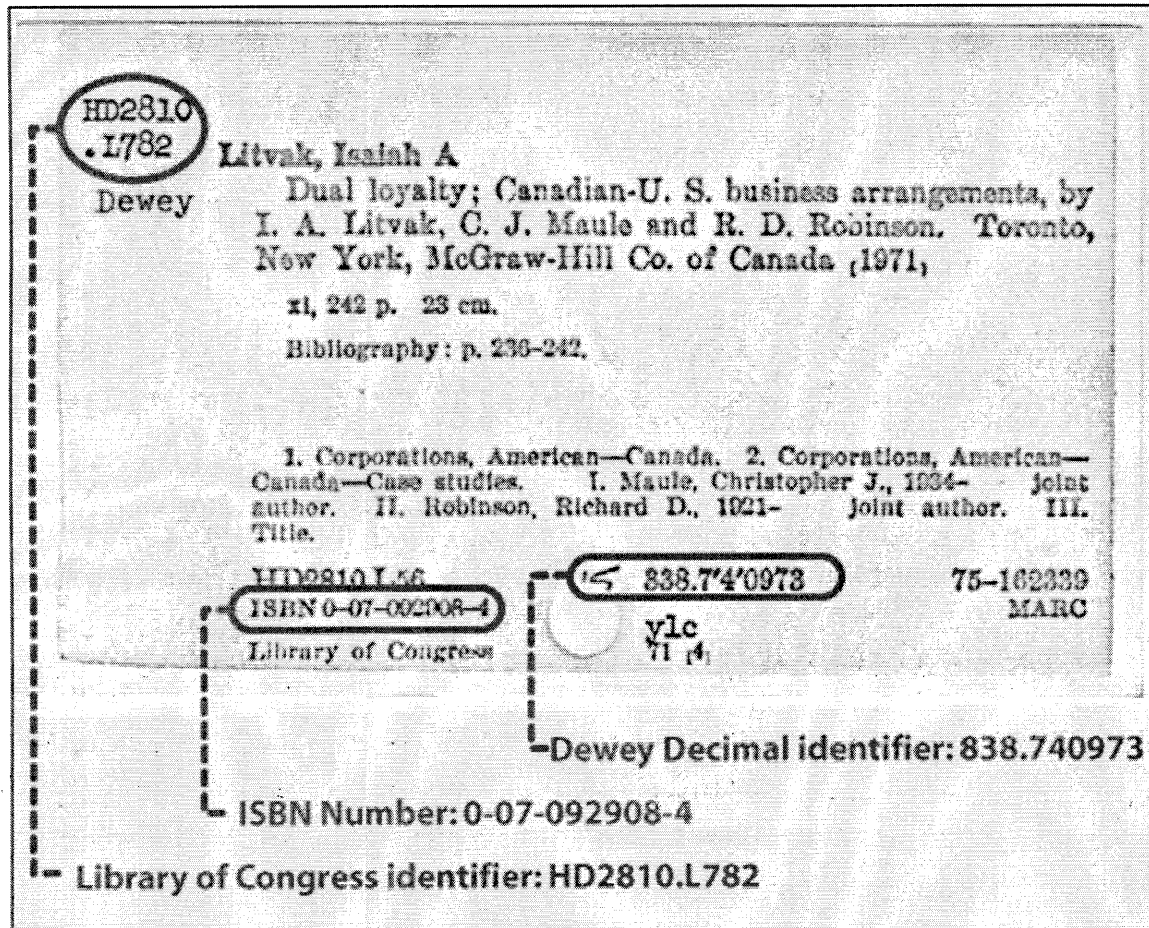 HD2810
.L782
Dewey
Litvak, Isaiah A
Dual loyalty; Canadian-U. S. business arrangements, by
I. A. Litvak, C. J. Maule and R. D. Robinson. Toronto,
New York, McGraw-Hill Co. of Canada [1971]
xi, 242 p. 23 cm.
Bibliography: p. 236-242.
1. Corporations, American—Canada. 2. Corporations, American—
Canada—Case studies. I. Maule, Christopher J., 1934- joint
author. II. Robinson, Richard D., 1921- joint author. III.
Title.
HD2810 L56 838.7'4'0973 75-162339
ISBN 0-07-092908-4 MARC
Library of Congress ylc
71 [4]
Dewey Decimal identifier: 838.740973
ISBN Number: 0-07-092908-4
Library of Congress identifier: HD2810.L782